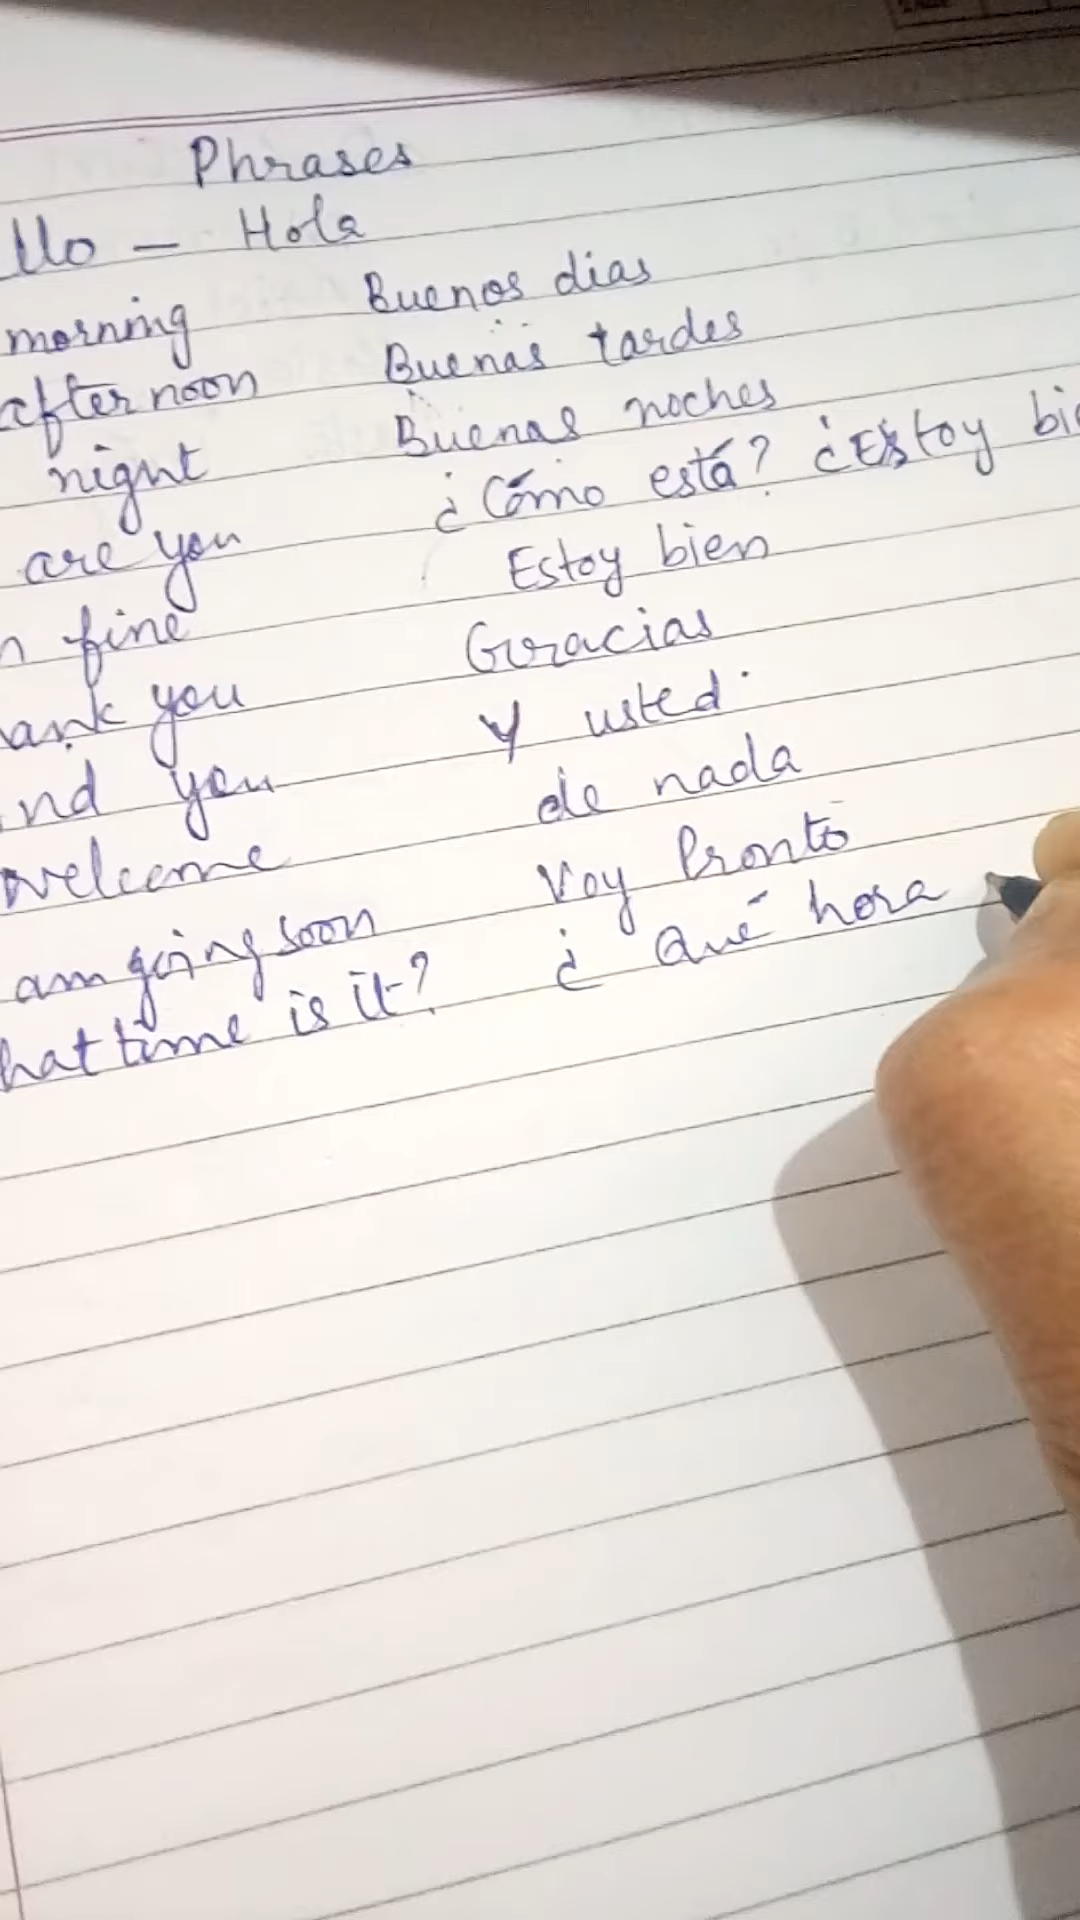 Phrases
llo - Hola
morning Buenos dias
afternoon Buenas tardes
night Buenas noches
are you ¿Cómo está? ¿Estoy bi
fine Estoy bien
ank you Gracias
nd you Y usted.
welcome de nada
am going soon Voy Pronto
hat time is it? ¿ Qué hora